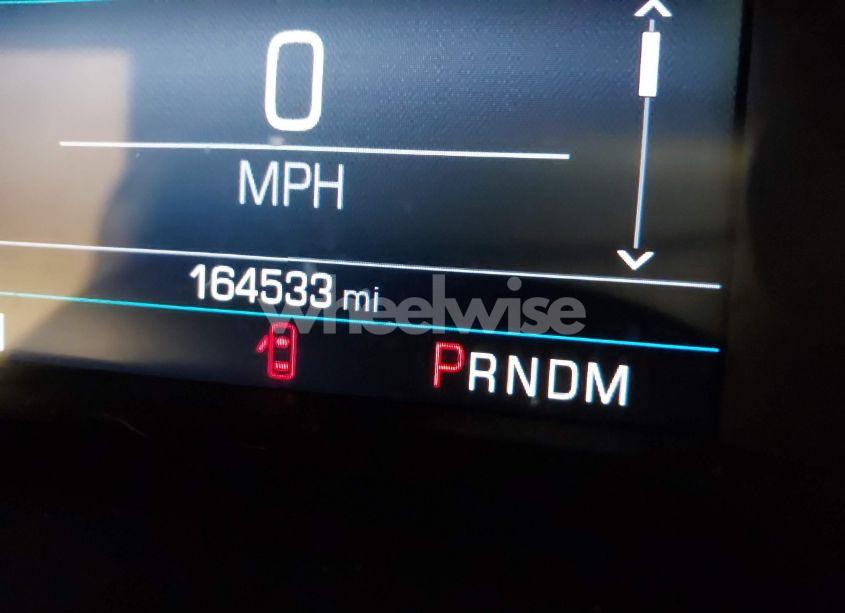 0
MPH
164533 mi
wheelwise
PRNDM